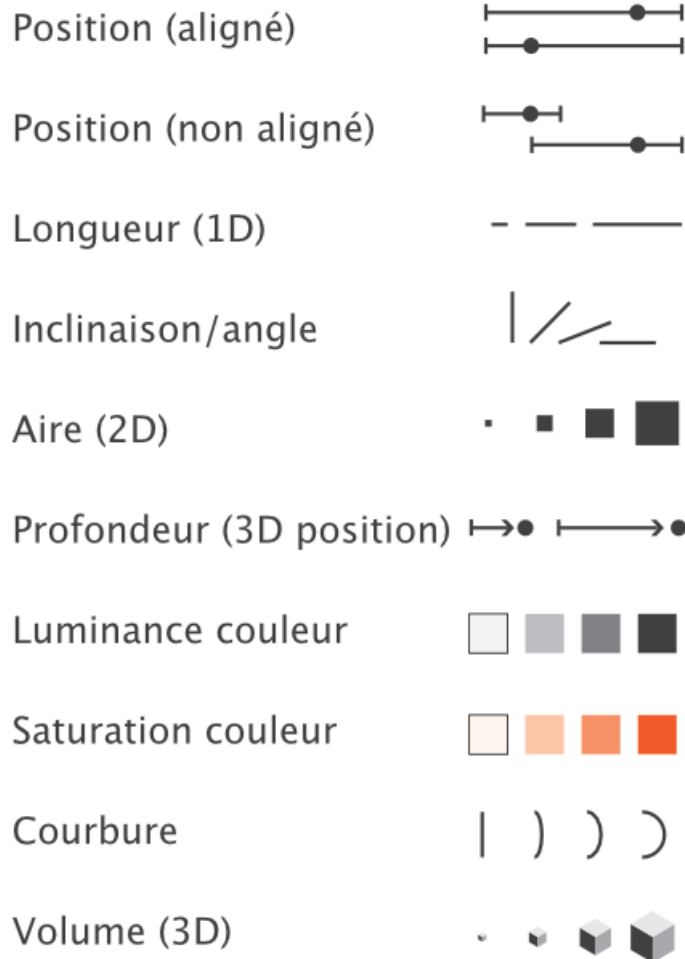 Position (aligné)
Position (non aligné)
Longueur (1D)
Inclinaison/angle
Aire (2D)
Profondeur (3D position)
Luminance couleur
Saturation couleur
Courbure
Volume (3D)